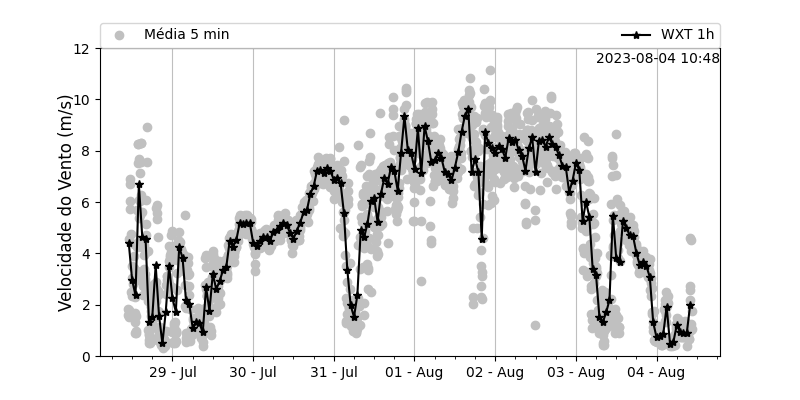 Média 5 min WXT 1h
2023-08-04 10:48
Velocidade do Vento (m/s)
12
10
8
6
4
2
0
29 - Jul 30 - Jul 31 - Jul 01 - Aug 02 - Aug 03 - Aug 04 - Aug